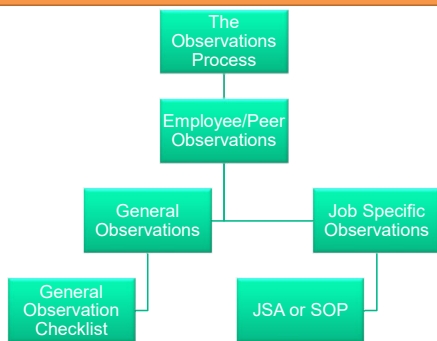 The
Observations
Process
Employee/Peer
Observations
General
Observations
Job Specific
Observations
General
Observation
Checklist
JSA or SOP